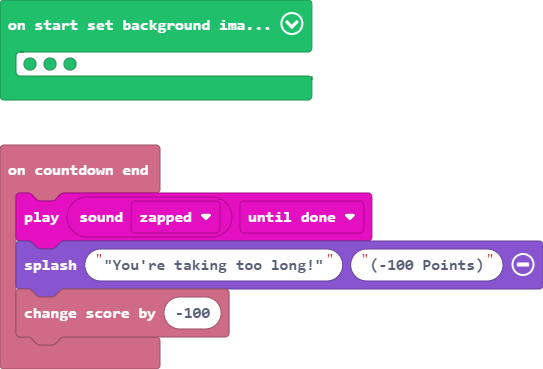 on start set background ima...
on countdown end
play sound zapped until done
splash ""You're taking too long!"" "(-100 Points)"
change score by -100